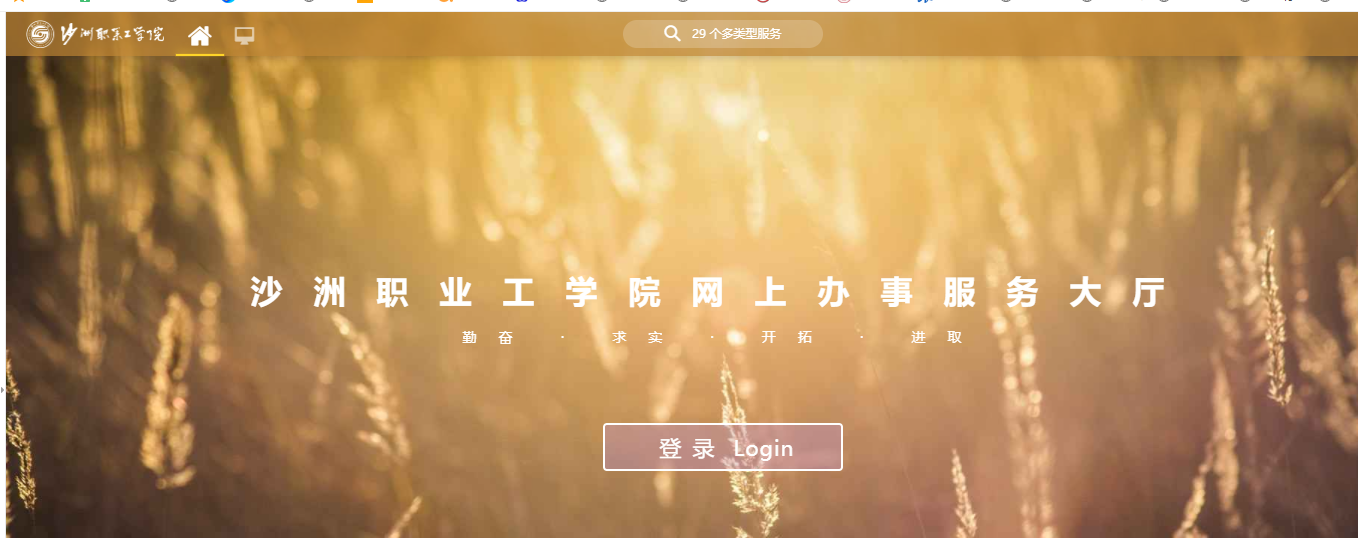 沙洲职业工学院
29 个多类型服务
沙洲职业工学院网上办事服务大厅
勤奋 · 求实 · 开拓 · 进取
登 录 Login